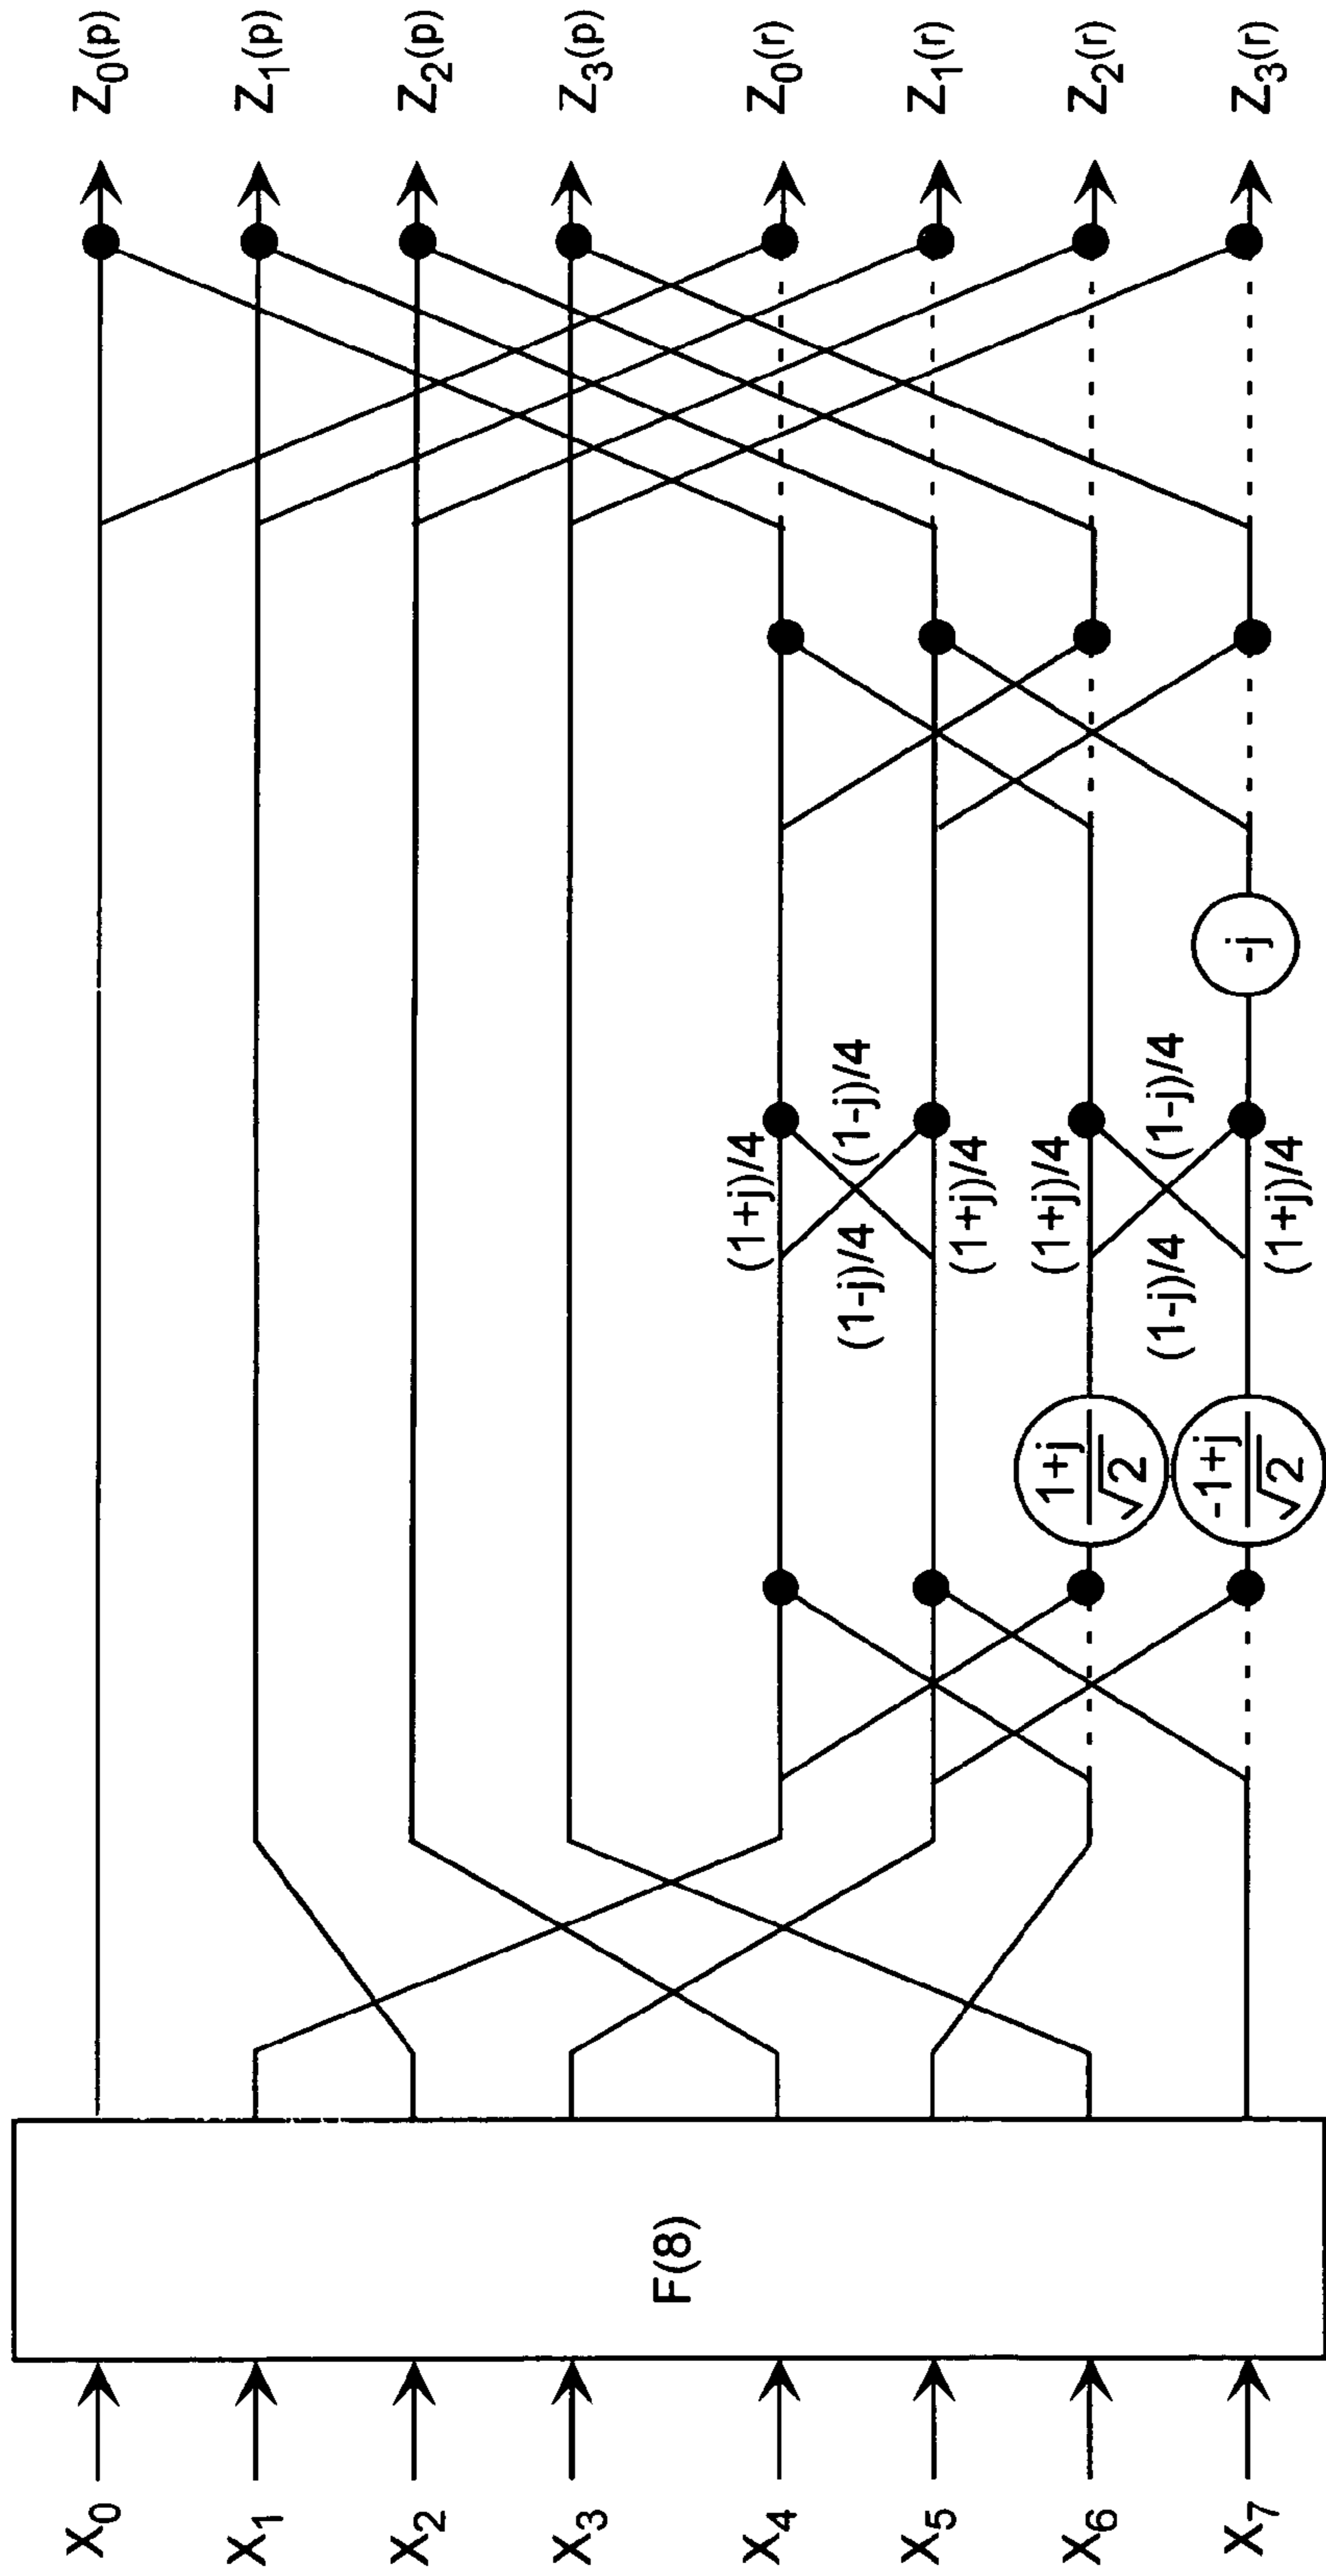 X0
X1
X2
X3
X4
X5
X6
X7
F(8)
1+j
√2
-1+j
√2
(1+j)/4
(1-j)/4
(1-j)/4
(1+j)/4
(1+j)/4
(1-j)/4
(1-j)/4
(1+j)/4
-j
Z0(p)
Z1(p)
Z2(p)
Z3(p)
Z0(r)
Z1(r)
Z2(r)
Z3(r)